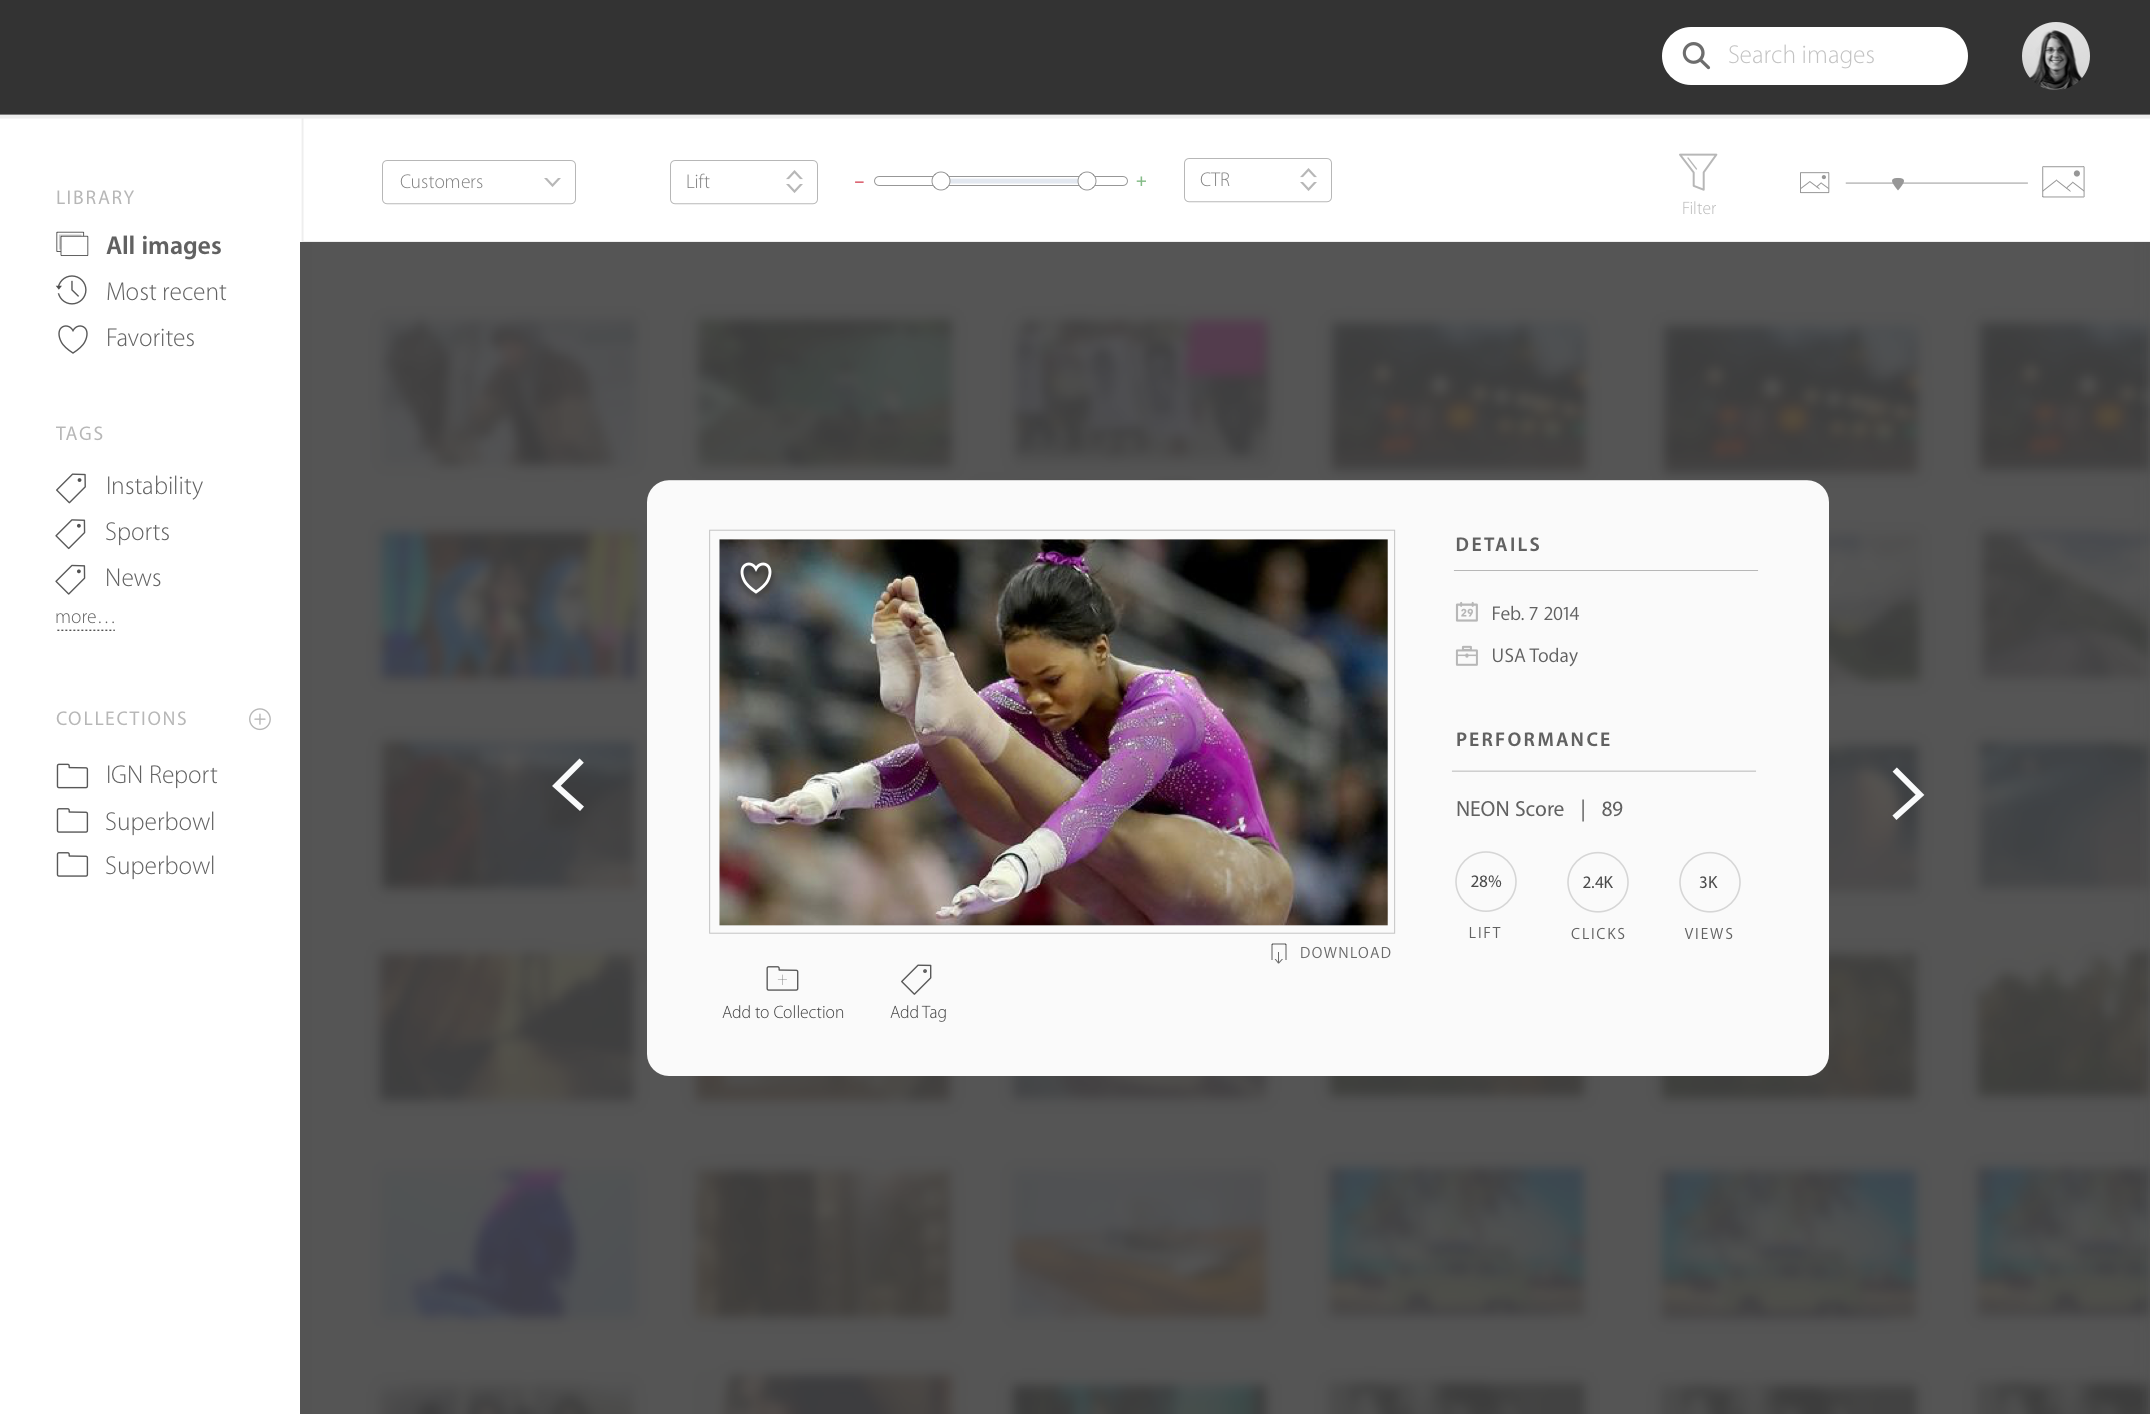 Search images
Customers
Lift
–
+
CTR
Filter
LIBRARY
All images
Most recent
Favorites
TAGS
Instability
Sports
News
more...
COLLECTIONS
IGN Report
Superbowl
Superbowl
DETAILS
29
Feb. 7 2014
USA Today
PERFORMANCE
NEON Score | 89
28%
2.4K
3K
LIFT
CLICKS
VIEWS
DOWNLOAD
Add to Collection
Add Tag